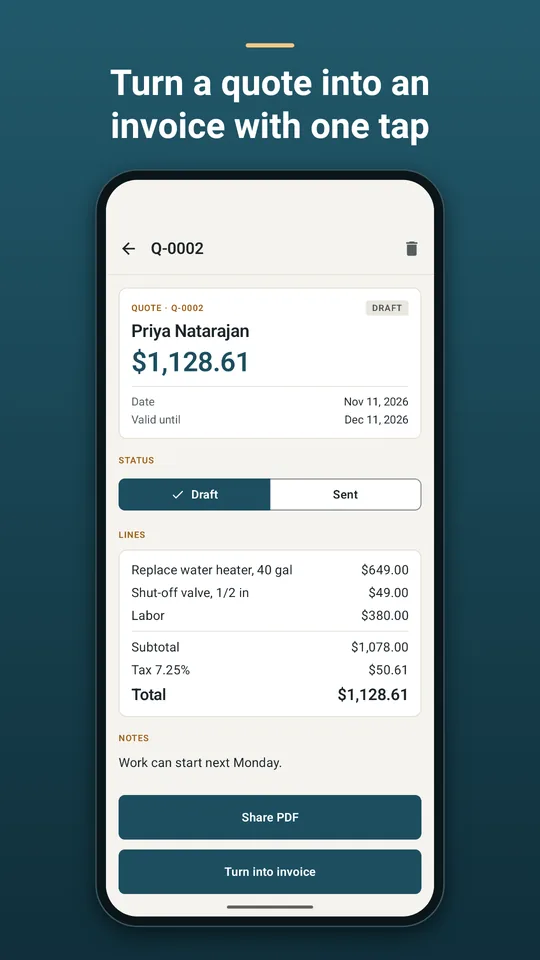 Turn a quote into an
invoice with one tap
Q-0002
QUOTE · Q-0002 DRAFT
Priya Natarajan
$1,128.61
Date Nov 11, 2026
Valid until Dec 11, 2026
STATUS
Draft Sent
LINES
Replace water heater, 40 gal $649.00
Shut-off valve, 1/2 in $49.00
Labor $380.00
Subtotal $1,078.00
Tax 7.25% $50.61
Total $1,128.61
NOTES
Work can start next Monday.
Share PDF
Turn into invoice